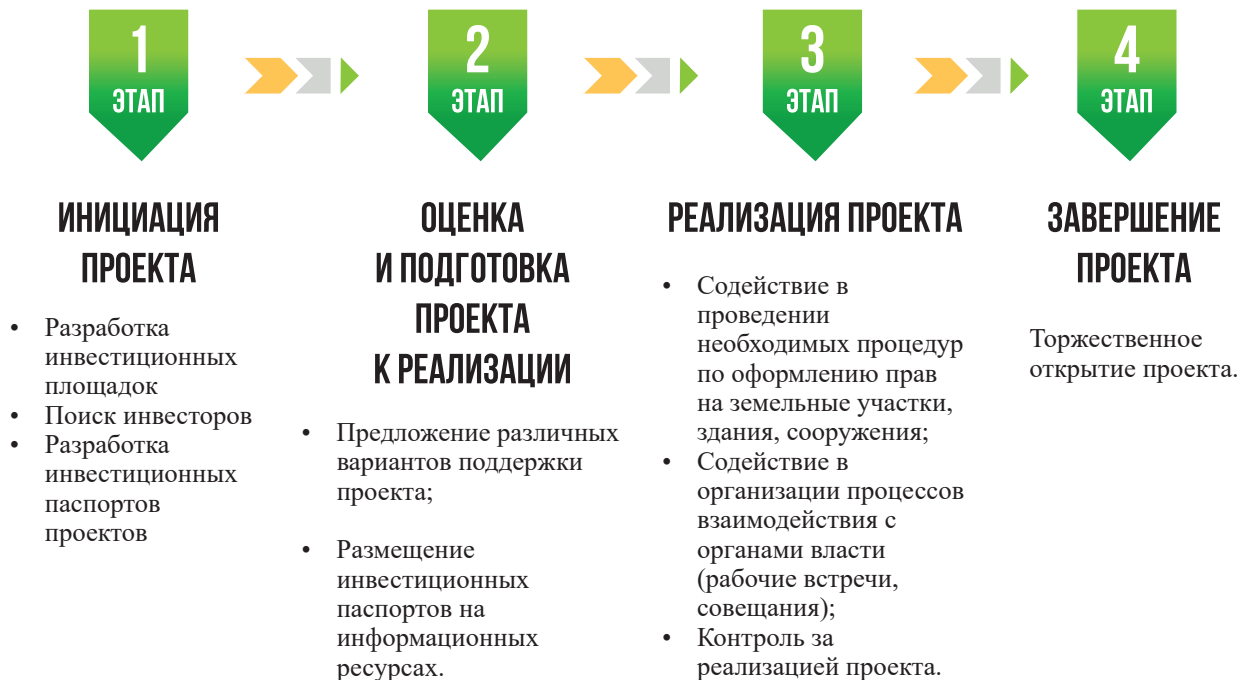 1
ЭТАП
ИНИЦИАЦИЯ
ПРОЕКТА
• Разработка
инвестиционных
площадок
• Поиск инвесторов
• Разработка
инвестиционных
паспортов
проектов
2
ЭТАП
ОЦЕНКА
И ПОДГОТОВКА
ПРОЕКТА
К РЕАЛИЗАЦИИ
• Предложение различных
вариантов поддержки
проекта;
• Размещение
инвестиционных
паспортов на
информационных
ресурсах.
3
ЭТАП
РЕАЛИЗАЦИЯ ПРОЕКТА
• Содействие в
проведении
необходимых процедур
по оформлению прав
на земельные участки,
здания, сооружения;
• Содействие в
организации процессов
взаимодействия с
органами власти
(рабочие встречи,
совещания);
• Контроль за
реализацией проекта.
4
ЭТАП
ЗАВЕРШЕНИЕ
ПРОЕКТА
Торжественное
открытие проекта.